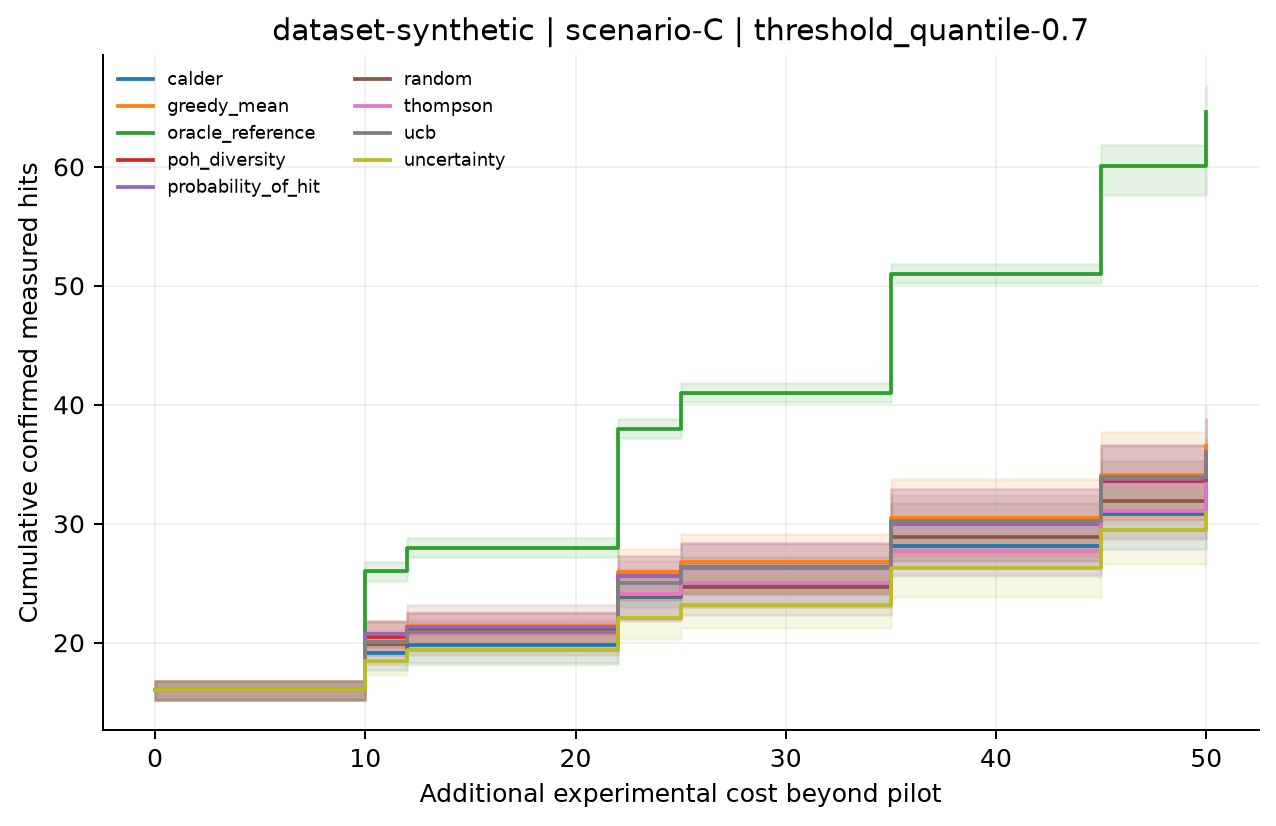 dataset-synthetic | scenario-C | threshold_quantile-0.7
calder
greedy_mean
oracle_reference
poh_diversity
probability_of_hit
random
thompson
ucb
uncertainty
Cumulative confirmed measured hits
60
50
40
30
20
0 10 20 30 40 50
Additional experimental cost beyond pilot